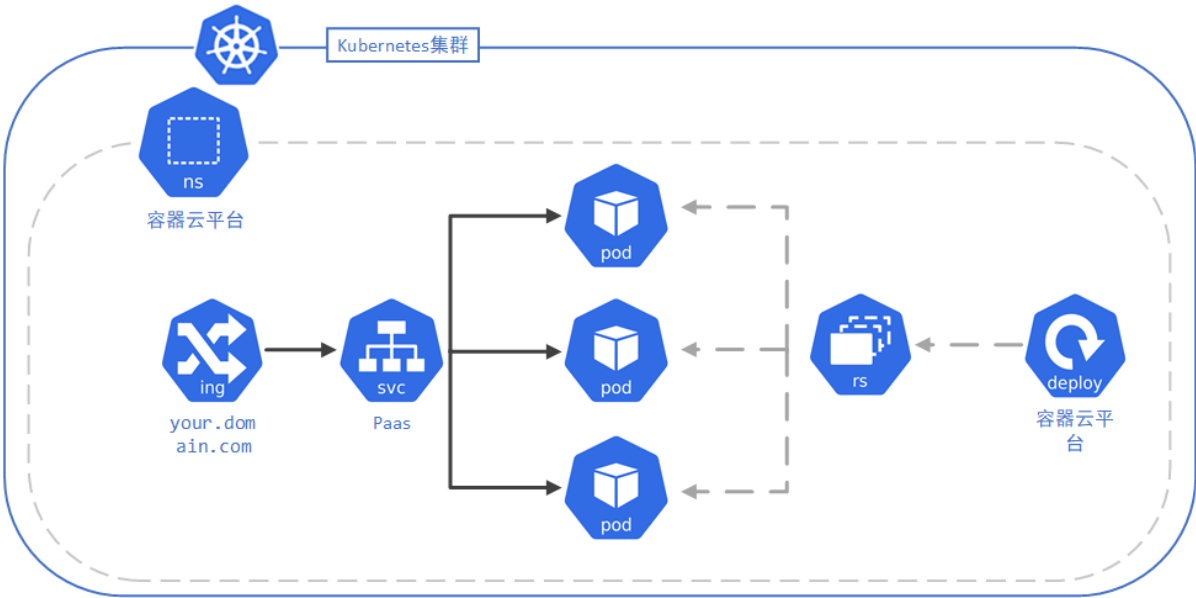 Kubernetes集群
ns
容器云平台
pod
pod
pod
ing
your.dom
ain.com
svc
Paas
rs
deploy
容器云平
台